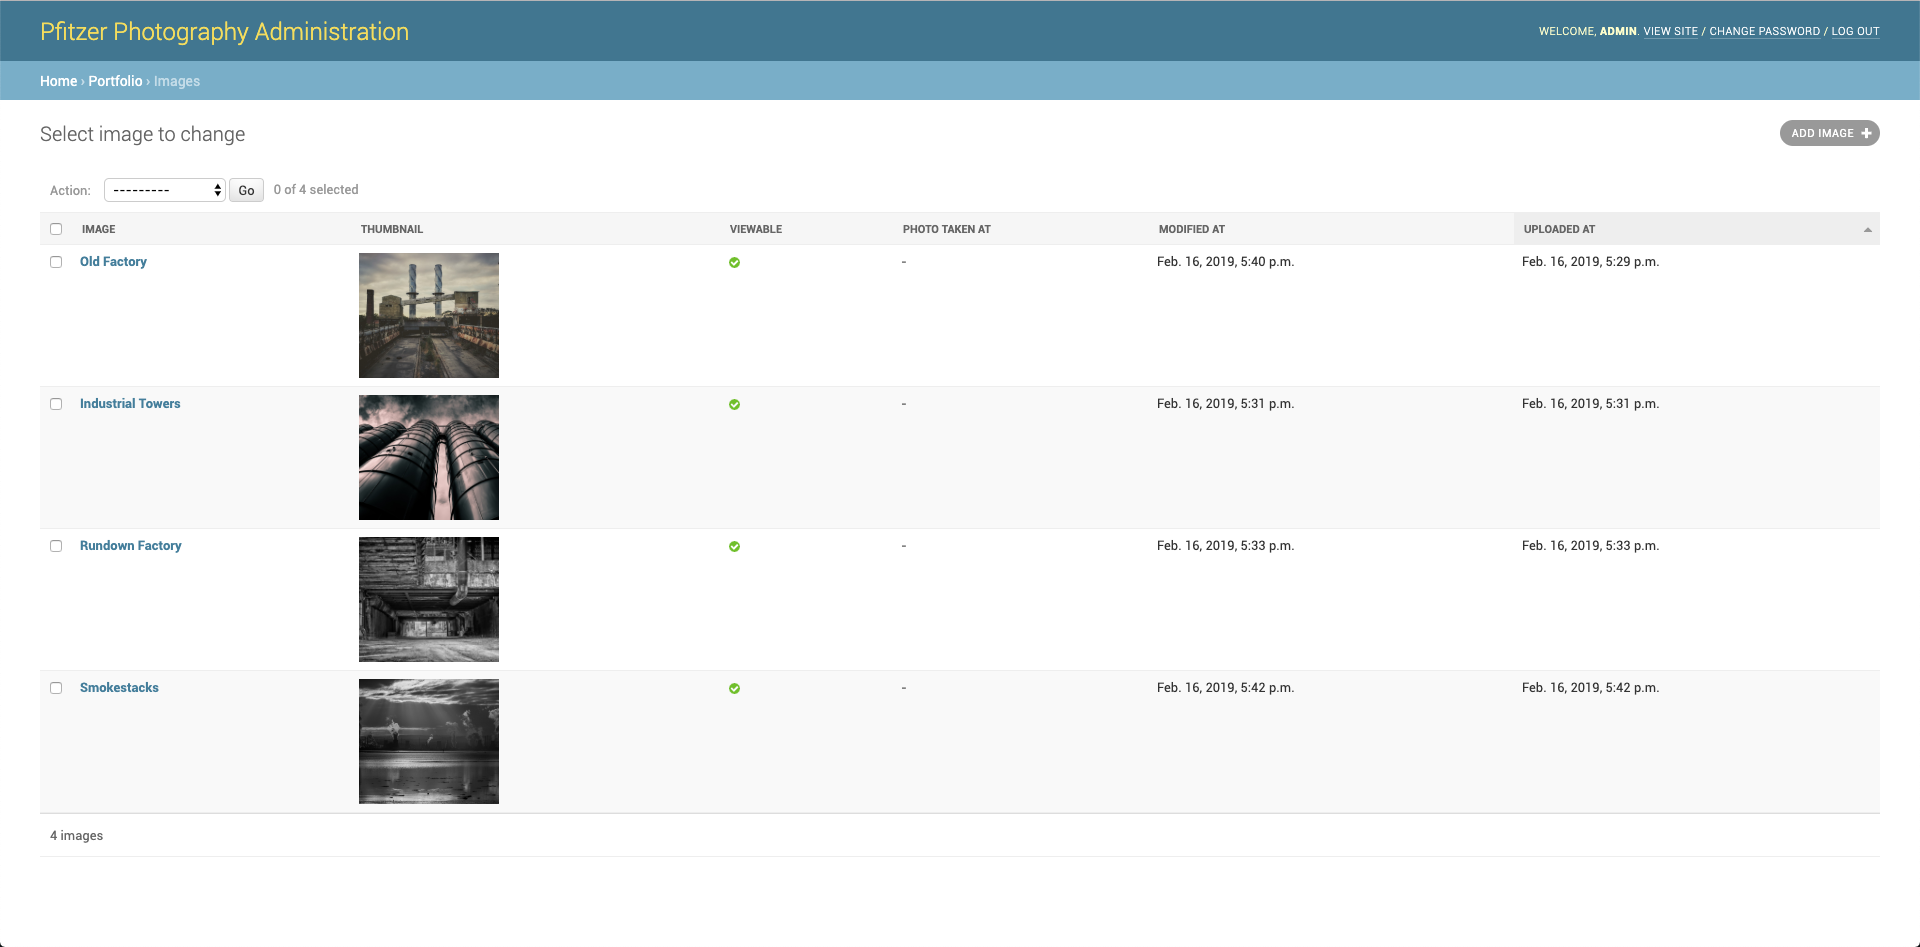 Pfitzer Photography Administration
WELCOME, ADMIN. VIEW SITE / CHANGE PASSWORD / LOG OUT
Home › Portfolio › Images
Select image to change
ADD IMAGE +
Action: --------- Go 0 of 4 selected
IMAGE THUMBNAIL VIEWABLE PHOTO TAKEN AT MODIFIED AT UPLOADED AT
Old Factory - Feb. 16, 2019, 5:40 p.m. Feb. 16, 2019, 5:29 p.m.
Industrial Towers - Feb. 16, 2019, 5:31 p.m. Feb. 16, 2019, 5:31 p.m.
Rundown Factory - Feb. 16, 2019, 5:33 p.m. Feb. 16, 2019, 5:33 p.m.
Smokestacks - Feb. 16, 2019, 5:42 p.m. Feb. 16, 2019, 5:42 p.m.
4 images